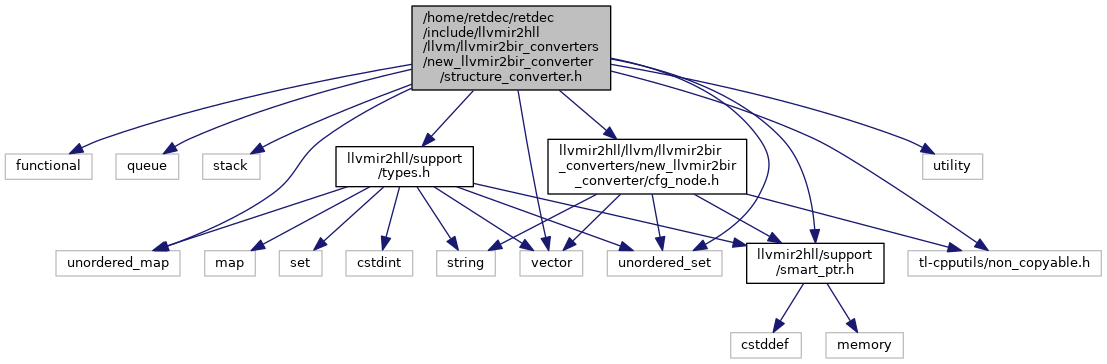 /home/retdec/retdec
/include/llvmir2hll
/llvm/llvmir2bir_converters
/new_llvmir2bir_converter
/structure_converter.h
functional
queue
stack
llvmir2hll/support
/types.h
llvmir2hll/llvm/llvmir2bir
_converters/new_llvmir2bir
_converter/cfg_node.h
utility
unordered_map
map
set
cstdint
string
vector
unordered_set
llvmir2hll/support
/smart_ptr.h
tl-cpputils/non_copyable.h
cstddef
memory